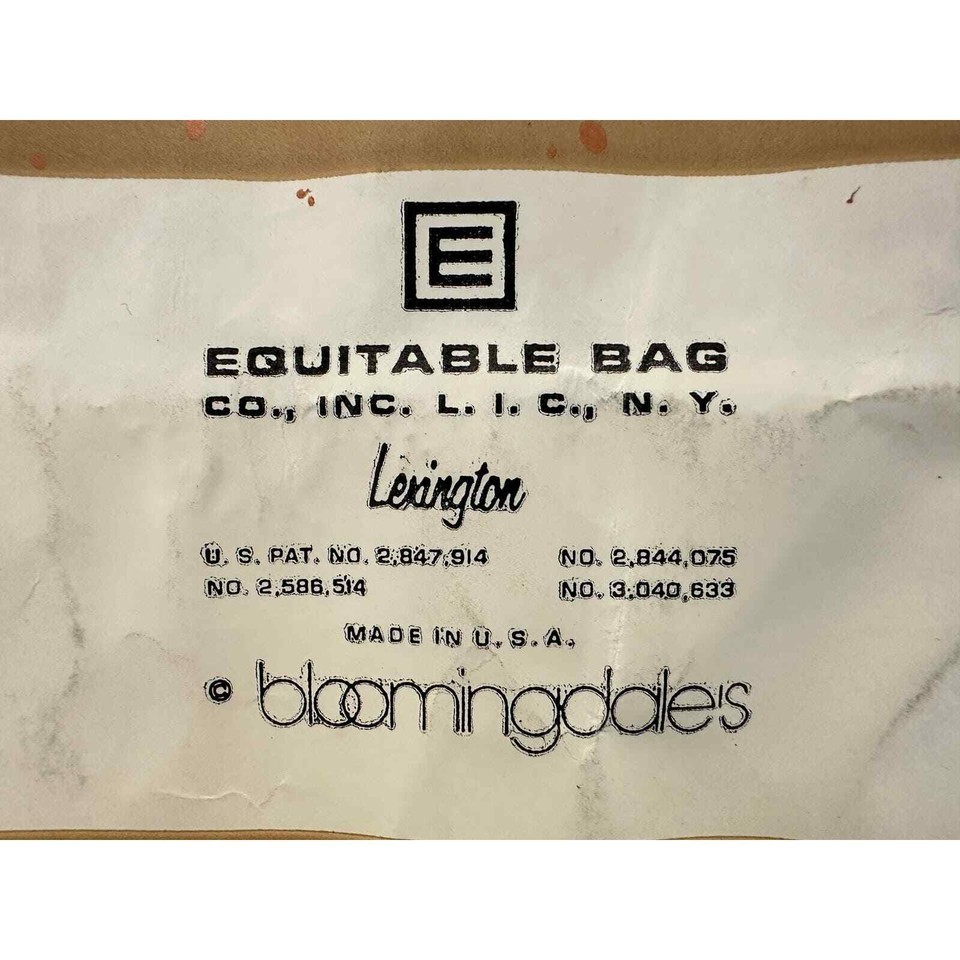 E
EQUITABLE BAG
CO., INC. L. I. C., N. Y.
Lexington
U. S. PAT. NO. 2,847,914 NO. 2,844,075
NO. 2,586,514 NO. 3,040,633
MADE IN U. S. A.
© bloomingdale's